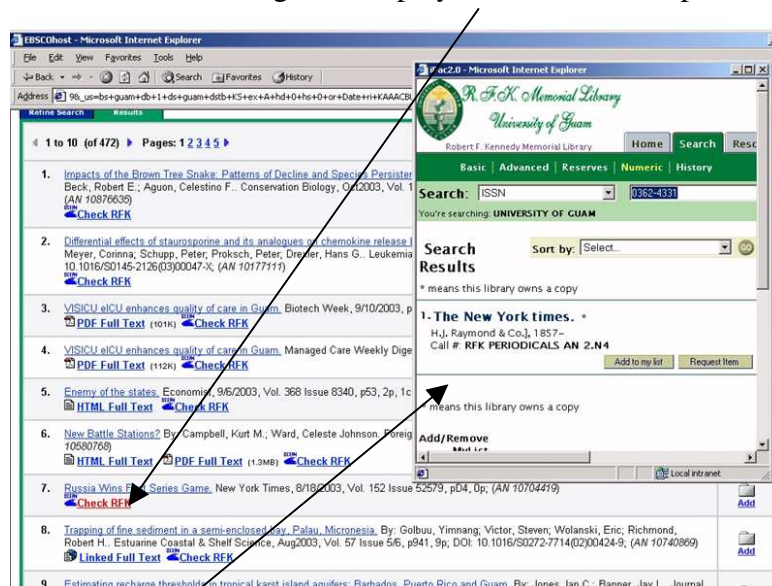 EBSCOhost - Microsoft Internet Explorer
File Edit View Favorites Tools Help
Back Search Favorites History
Address
Refine Search Results
1 to 10 (of 472) Pages: 1 2 3 4 5
1. Impacts of the Brown Tree Snake: Patterns of Decline and Species
Beck, Robert E.; Aguon, Celestino F.. Conservation Biology, Oct2003, Vol.
(AN 10876635)
Check RFK
2. Differential effects of staurosporine and its analogues on chemokine release
Meyer, Corinna; Schupp, Peter; Proksch, Peter; Drexler, Hans G.. Leukemia
10.1016/S0145-2126(03)00047-X; (AN 10177111)
Check RFK
3. VISICU eICU enhances quality of care in Guam. Biotech Week, 9/10/2003, p
PDF Full Text (101K) Check RFK
4. VISICU eICU enhances quality of care in Guam. Managed Care Weekly Dige
PDF Full Text (112K) Check RFK
5. Enemy of the states. Economist, 9/6/2003, Vol. 368 Issue 8340, p53, 2p, 1c
HTML Full Text Check RFK
6. New Battle Stations? By: Campbell, Kurt M.; Ward, Celeste Johnson. Foreig
10580768)
HTML Full Text PDF Full Text (1.3MB) Check RFK
7. Russia Wins First Series Game. New York Times, 8/18/2003, Vol. 152 Issue 52579, pD4, 0p; (AN 10704419)
Check RFK
Add
8. Trapping of fine sediment in a semi-enclosed bay, Palau, Micronesia. By: Golbuu, Yimnang; Victor, Steven; Wolanski, Eric; Richmond,
Robert H.. Estuarine Coastal & Shelf Science, Aug2003, Vol. 57 Issue 5/6, p941, 9p; DOI: 10.1016/S0272-7714(02)00424-9; (AN 10740869)
Linked Full Text Check RFK
Add
9. Estimating recharge thresholds in tropical karst island aquifers: Barbados, Puerto Rico and Guam. By: Jones, Ian C.; Banner, Jay L.. Journal
iPac2.0 - Microsoft Internet Explorer
R. F. K. Memorial Library
University of Guam
Robert F. Kennedy Memorial Library
Home Search Resc
Basic | Advanced | Reserves | Numeric | History
Search: ISSN 0362-4331
You're searching: UNIVERSITY OF GUAM
Search Results
Sort by: Select... GO
* means this library owns a copy
1. The New York times. *
H.J. Raymond & Co.], 1857-
Call #: RFK PERIODICALS AN 2.N4
Add to my list Request Item
* means this library owns a copy
Add/Remove
MyList
Local intranet